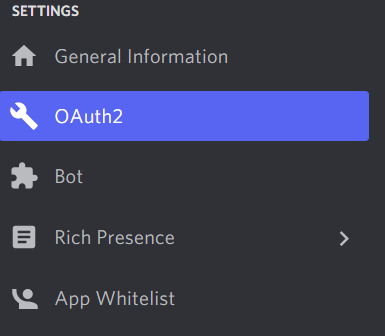 SETTINGS
General Information
OAuth2
Bot
Rich Presence
App Whitelist